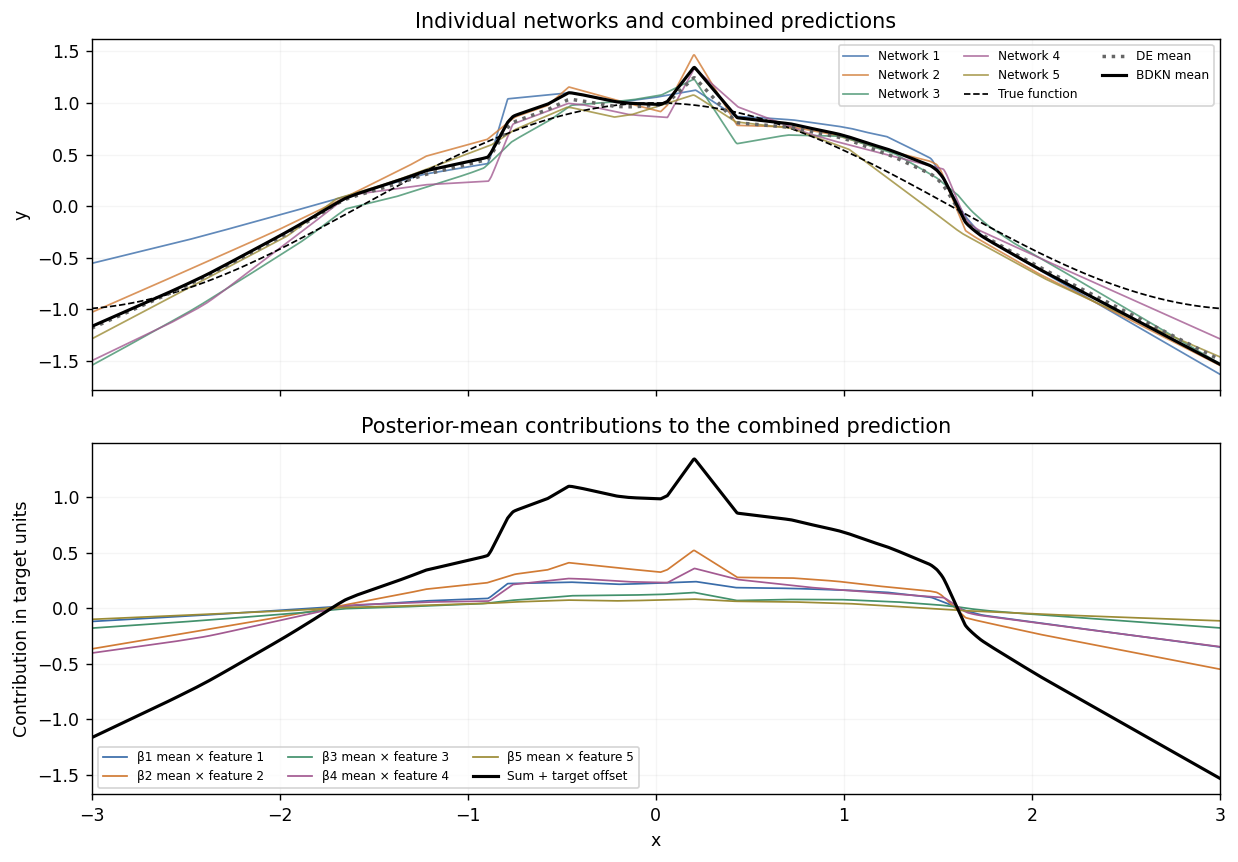 Individual networks and combined predictions
Network 1
Network 2
Network 3
Network 4
Network 5
True function
DE mean
BDKN mean
1.5
1.0
0.5
0.0
−0.5
−1.0
−1.5
y
Posterior-mean contributions to the combined prediction
1.0
0.5
0.0
−0.5
−1.0
−1.5
Contribution in target units
β1 mean × feature 1
β2 mean × feature 2
β3 mean × feature 3
β4 mean × feature 4
β5 mean × feature 5
Sum + target offset
−3
−2
−1
0
1
2
3
x